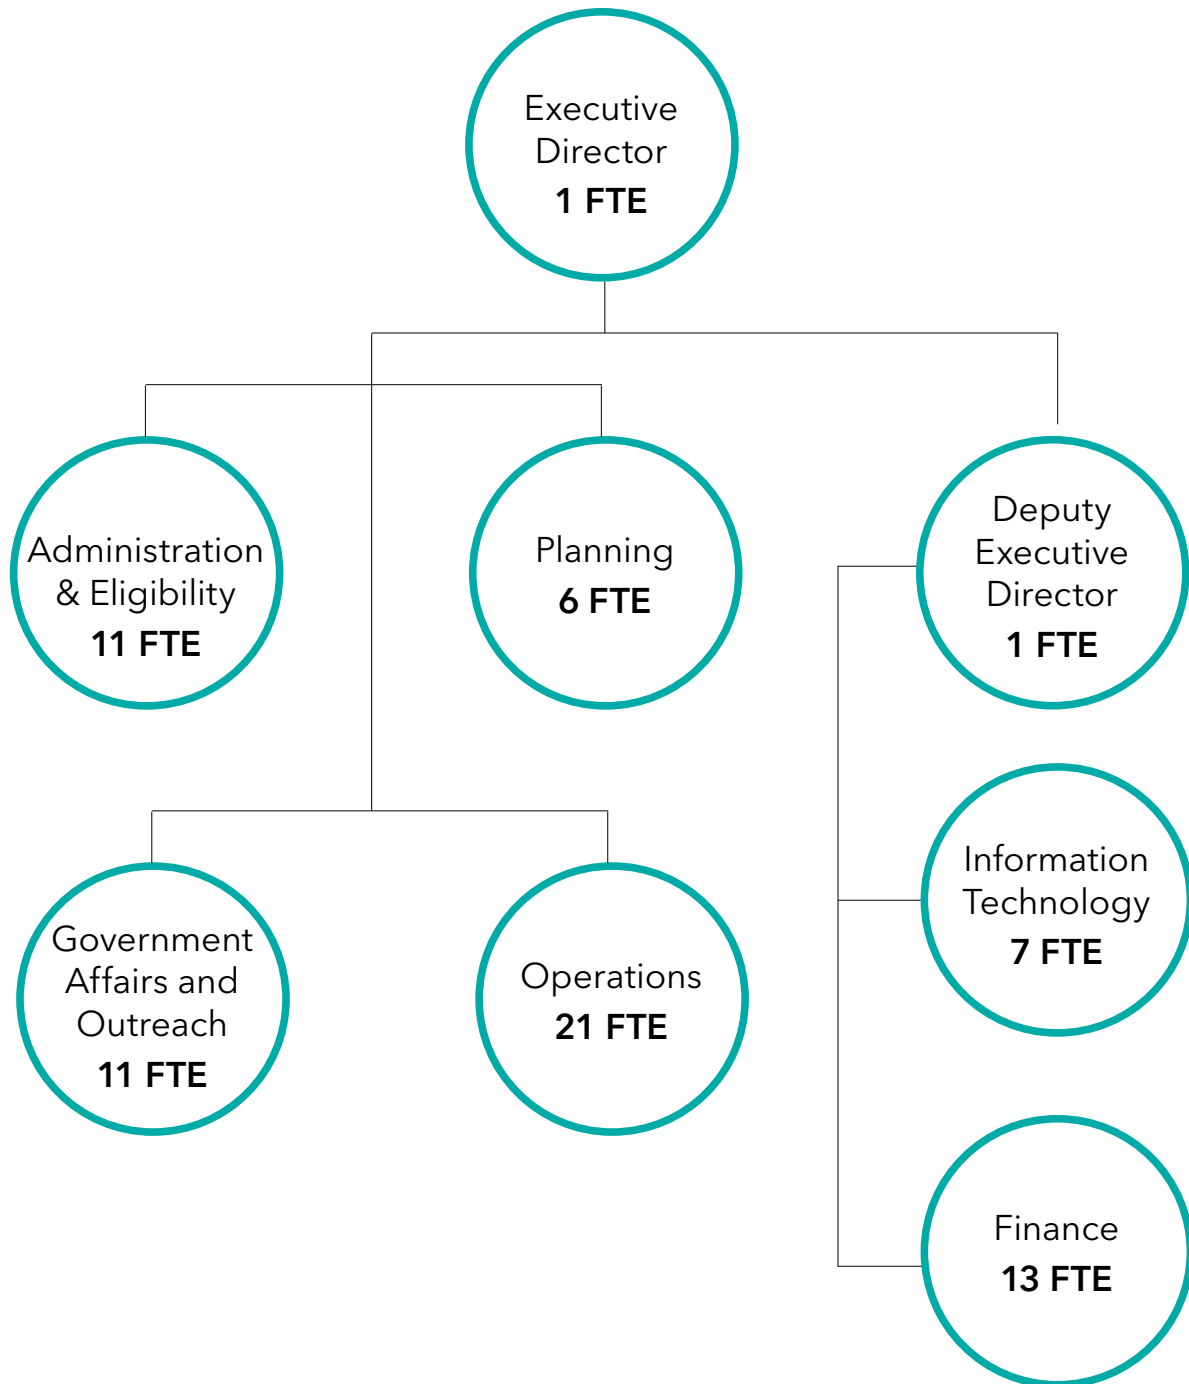 Executive
Director
1 FTE
Administration
& Eligibility
11 FTE
Planning
6 FTE
Deputy
Executive
Director
1 FTE
Information
Technology
7 FTE
Government
Affairs and
Outreach
11 FTE
Operations
21 FTE
Finance
13 FTE